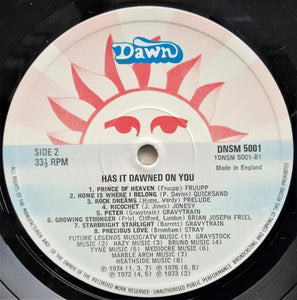 Dawn
SIDE 2
33⅓ RPM
DNSM 5001
1DNSM 5001-B1
Made in England
HAS IT DAWNED ON YOU
1. PRINCE OF HEAVEN (Fruupp) FRUUPP
2. HOME IS WHERE I BELONG (P. Davies) QUICKSAND
3. ROCK DREAMS (Hume, Vardy) PRELUDE
4. RICOCHET (J. Jones) JONESY
5. PETER (Gravytrain) GRAVYTRAIN
6. GROWING STRONGER (Friel, Clifton) LONDON, BRIAN JOSEPH FRIEL
7. STARBRIGHT STARLIGHT (Barrett) GRAVYTRAIN
8. PRECIOUS LOVE (Bromham) STRAY
FUTURE LEGENDS MUSIC/ATV MUSIC (1) GRAYSTOCK
MUSIC (2) HAZY MUSIC (3) BRUNO MUSIC (4)
TYNE MUSIC (5) MEDIOCRE MUSIC (6)
MARBLE ARCH MUSIC (7)
HEATHSIDE MUSIC (8)
℗ 1974 (1, 3, 7) ℗ 1975 (6, 8)
℗ 1972 (4, 5) ℗ 1973 (2)
ALL RIGHTS OF THE MANUFACTURER AND OF THE OWNER OF THE RECORDED WORK RESERVED · UNAUTHORISED PUBLIC PERFORMANCE, BROADCASTING AND COPYING OF THIS RECORD PROHIBITED